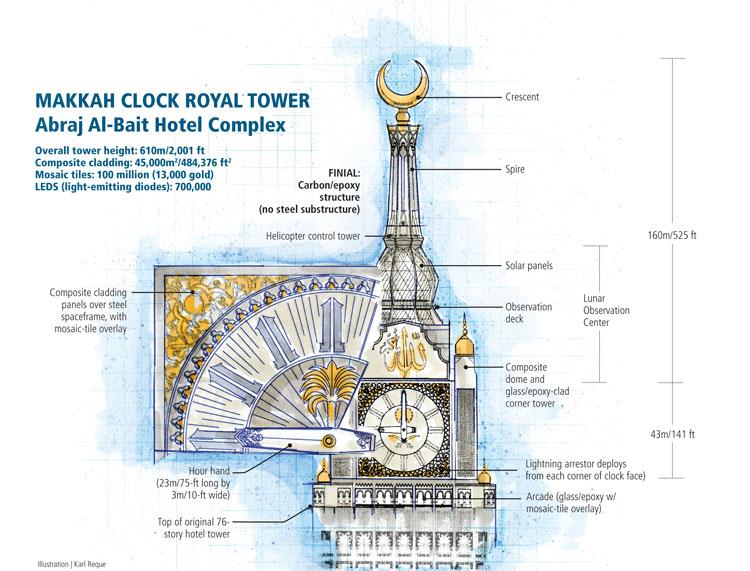 MAKKAH CLOCK ROYAL TOWER
Abraj Al-Bait Hotel Complex
Overall tower height: 610m/2,001 ft
Composite cladding: 45,000m²/484,376 ft²
Mosaic tiles: 100 million (13,000 gold)
LEDS (light-emitting diodes): 700,000
Crescent
FINIAL:
Carbon/epoxy
structure
(no steel substructure)
Spire
Helicopter control tower
160m/525 ft
Solar panels
Composite cladding
panels over steel
spaceframe, with
mosaic-tile overlay
Observation
deck
Lunar
Observation
Center
Composite
dome and
glass/epoxy-clad
corner tower
43m/141 ft
Hour hand
(23m/75-ft long by
3m/10-ft wide)
Lightning arrestor deploys
from each corner of clock face)
Arcade (glass/epoxy w/
mosaic-tile overlay)
Top of original 76-
story hotel tower
Illustration | Karl Reque